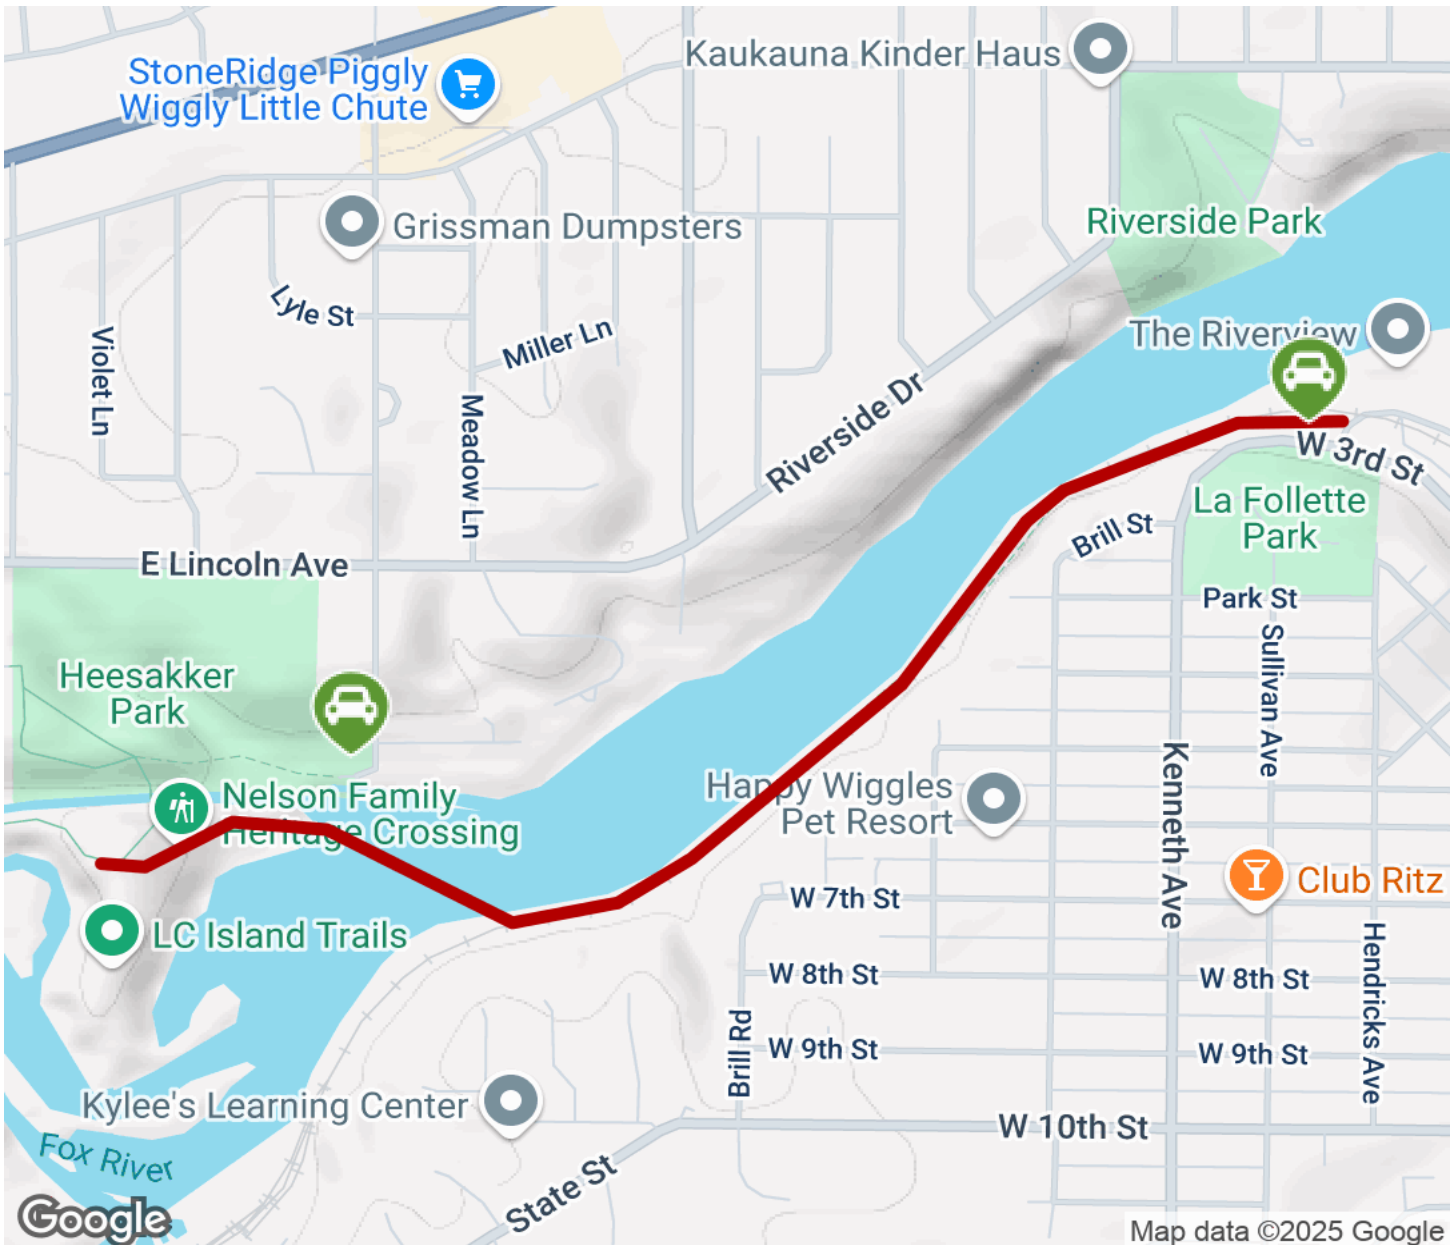 Kaukauna Kinder Haus
StoneRidge Piggly
Wiggly Little Chute
Grissman Dumpsters
Riverside Park
Lyle St
Miller Ln
The Riverview
Violet Ln
Meadow Ln
Riverside Dr
W 3rd St
La Follette
Park
Brill St
E Lincoln Ave
Park St
Heesakker
Park
Sullivan Ave
Kenneth Ave
Nelson Family
Heritage Crossing
Happy Wiggles
Pet Resort
Club Ritz
W 7th St
LC Island Trails
Hendricks Ave
W 8th St
W 8th St
Brill Rd
W 9th St
W 9th St
Kylee's Learning Center
W 10th St
Fox River
State St
Google
Map data ©2025 Google